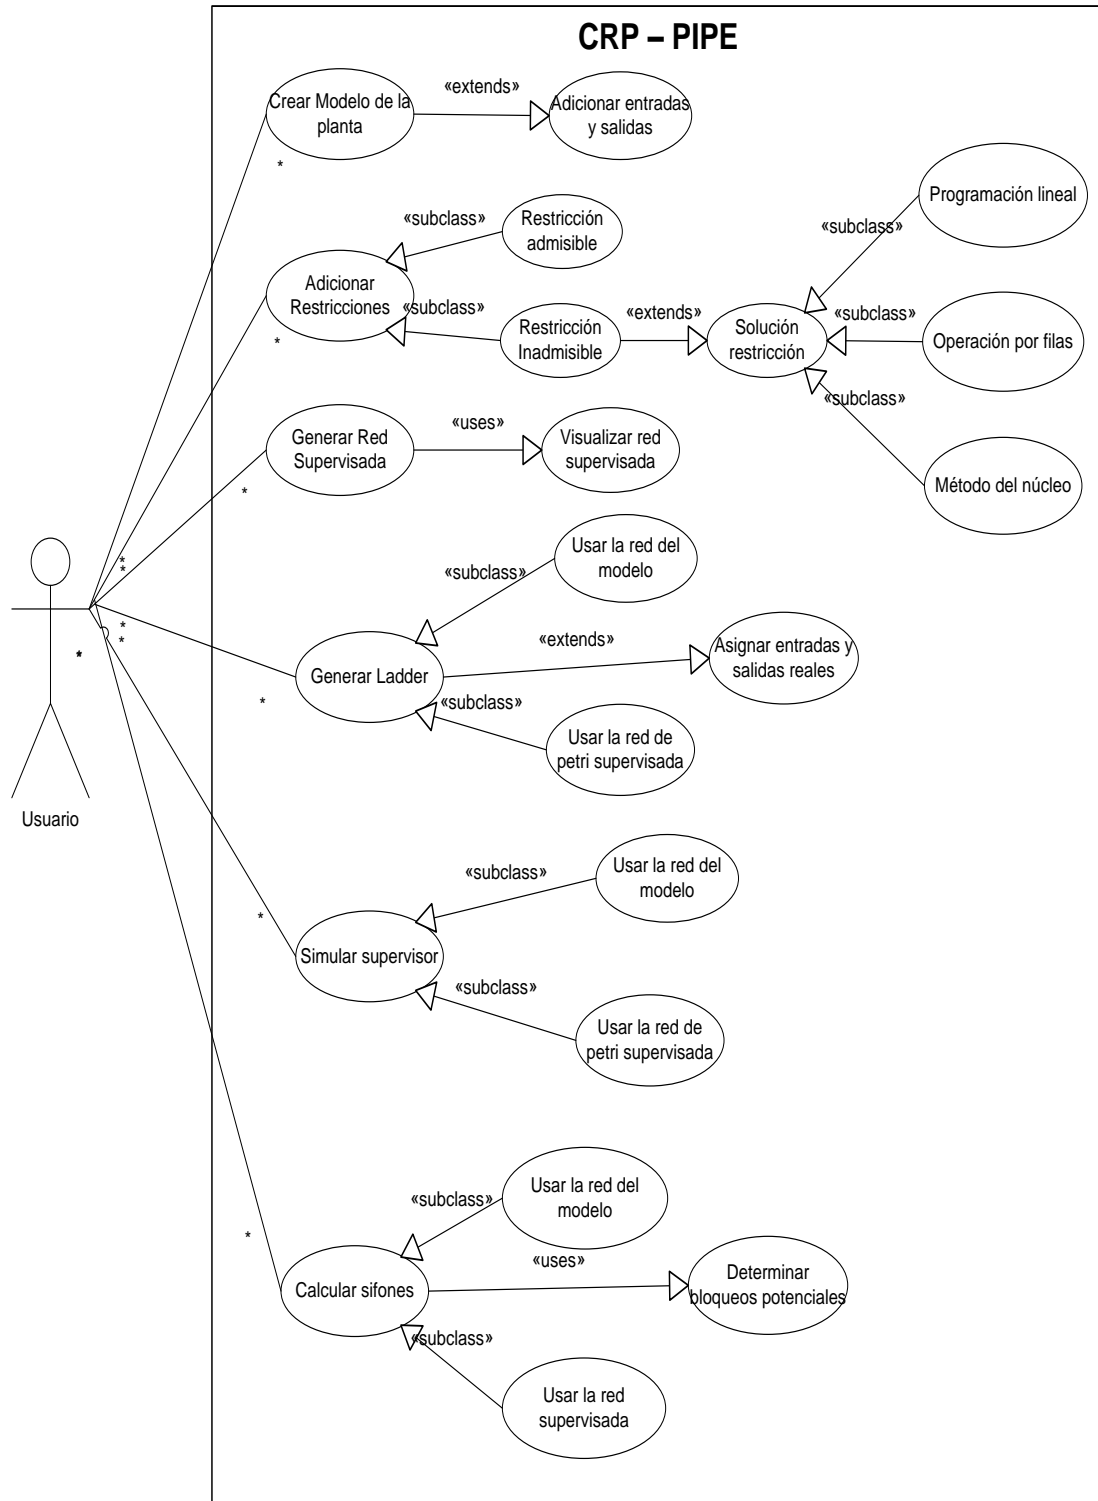 CRP – PIPE
«extends»
Crear Modelo de la
planta
Adicionar entradas
y salidas
*
Programación lineal
«subclass»
Restricción
admisible
«subclass»
Adicionar
Restricciones
«subclass»
Restricción
Inadmisible
«extends»
Solución
restricción
«subclass»
Operación por filas
*
«subclass»
Generar Red
Supervisada
«uses»
Visualizar red
supervisada
Método del núcleo
*
Usar la red del
modelo
«subclass»
*
*
*
*
*
Usuario
«extends»
Asignar entradas y
salidas reales
Generar Ladder
*
«subclass»
Usar la red de
petri supervisada
«subclass»
Usar la red del
modelo
*
Simular supervisor
«subclass»
Usar la red de
petri supervisada
«subclass»
Usar la red del
modelo
*
«uses»
Determinar
bloqueos potenciales
Calcular sifones
«subclass»
Usar la red
supervisada